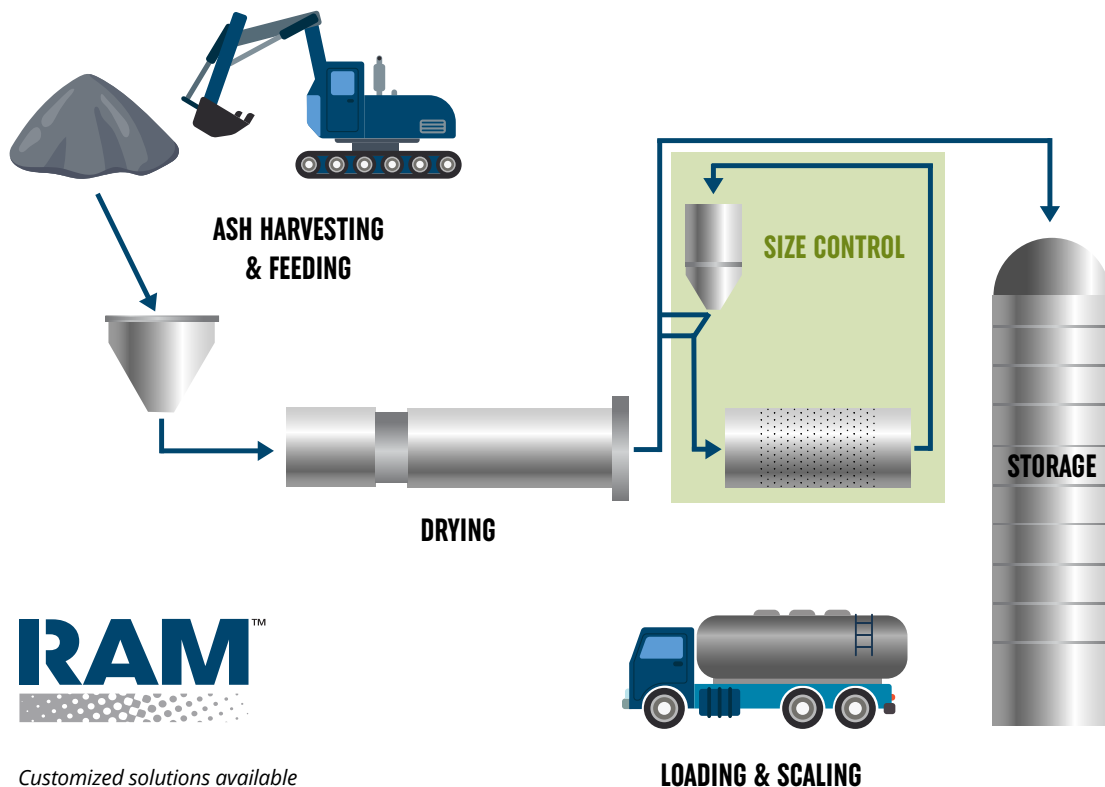 ASH HARVESTING
& FEEDING
SIZE CONTROL
STORAGE
DRYING
RAM™
LOADING & SCALING
Customized solutions available